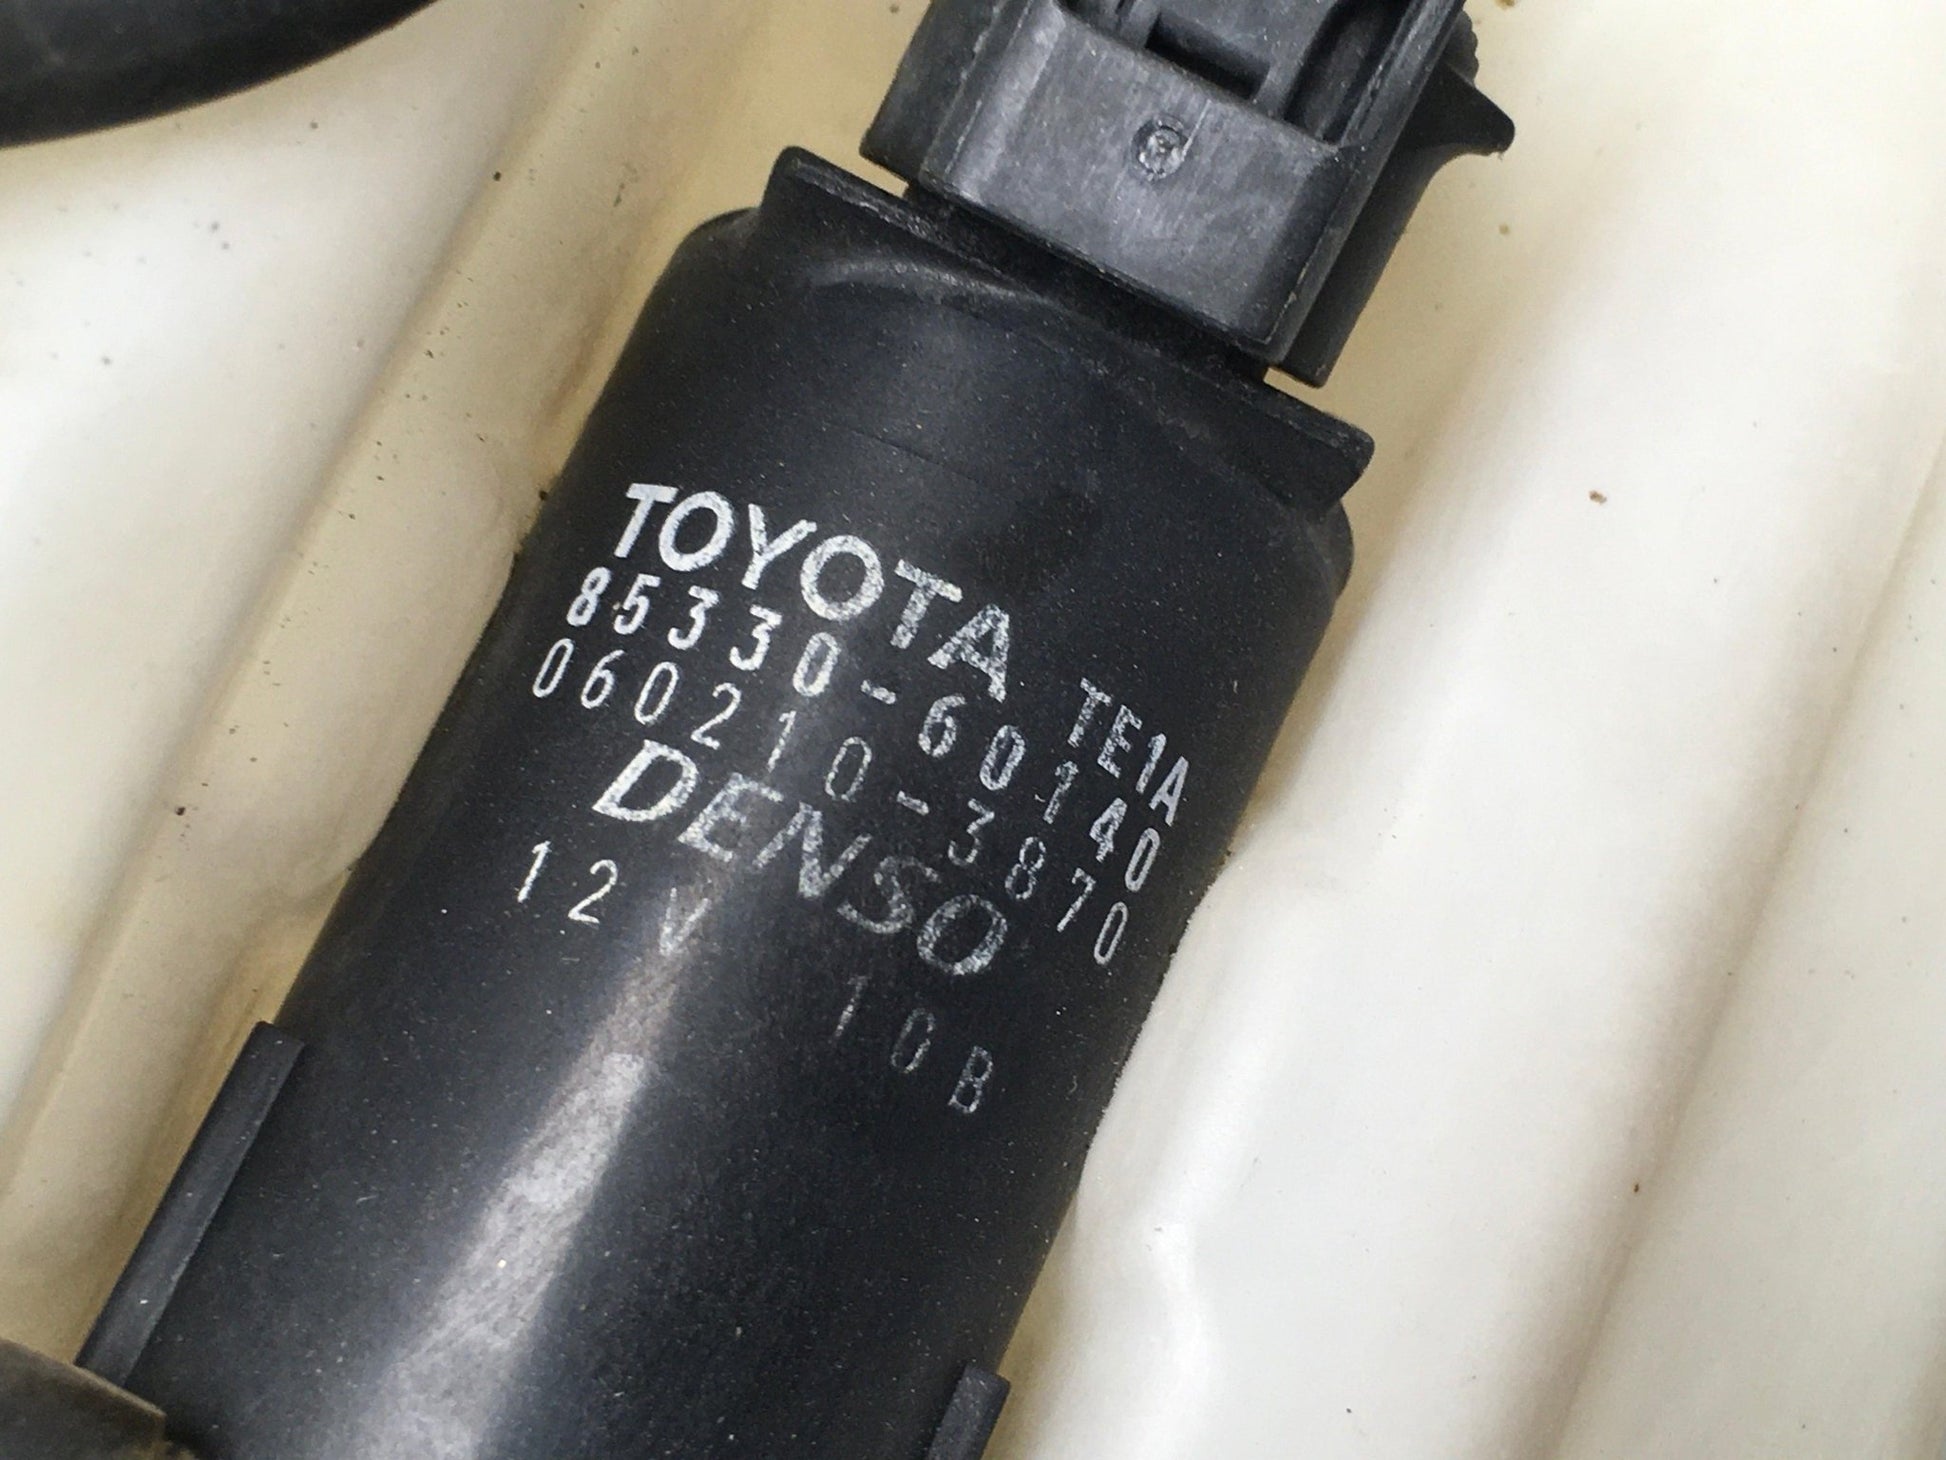 TOYOTA TE1A
85330-60140
060210-3870
DENSO
12V 10B